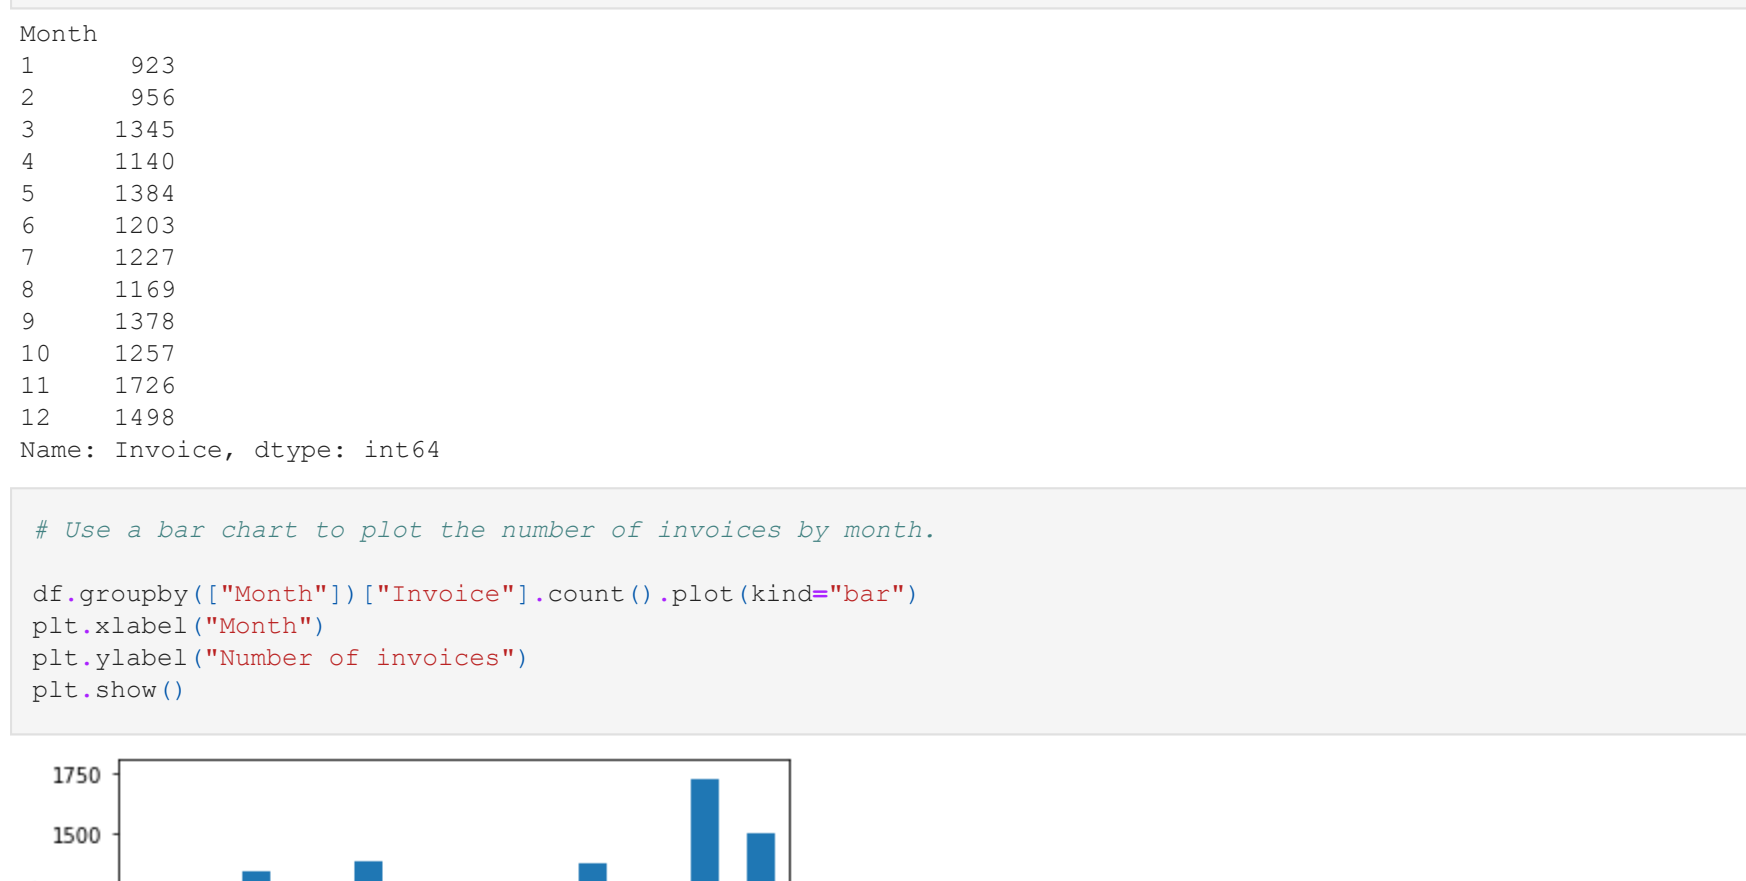 Month
1 923
2 956
3 1345
4 1140
5 1384
6 1203
7 1227
8 1169
9 1378
10 1257
11 1726
12 1498
Name: Invoice, dtype: int64
# Use a bar chart to plot the number of invoices by month.
df.groupby(["Month"])["Invoice"].count().plot(kind="bar")
plt.xlabel("Month")
plt.ylabel("Number of invoices")
plt.show()
1750
1500